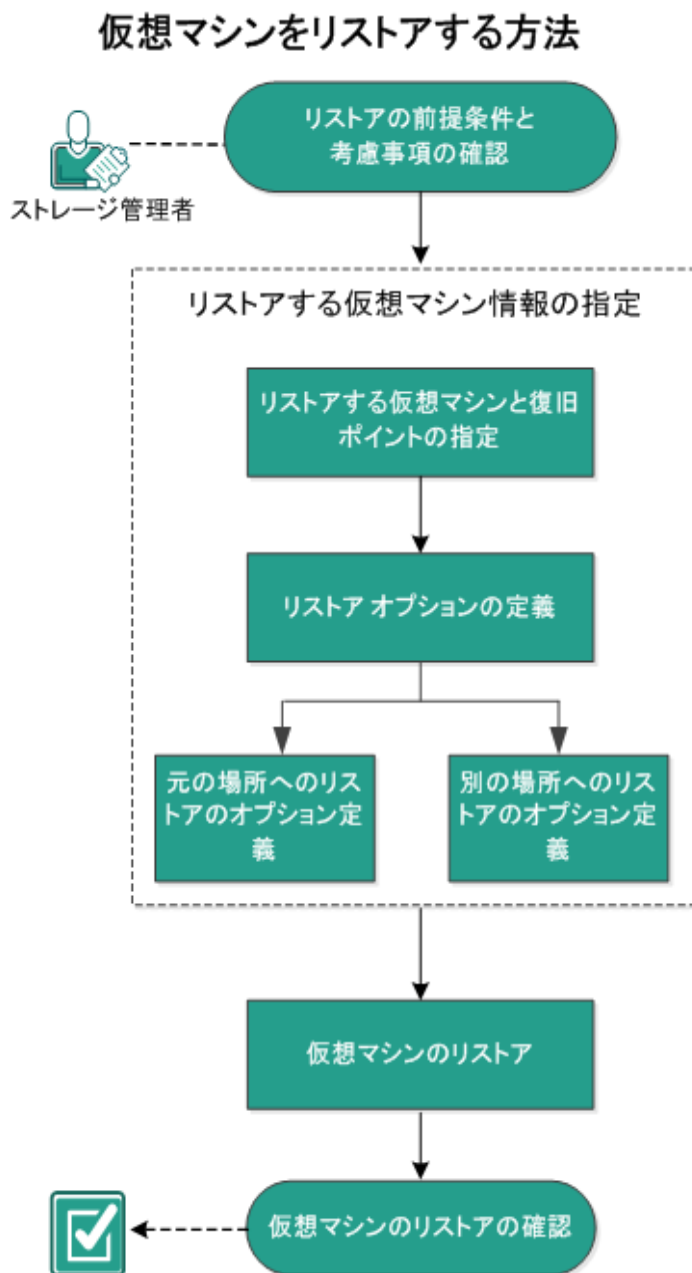 仮想マシンをリストアする方法
リストアの前提条件と
考慮事項の確認
ストレージ管理者
リストアする仮想マシン情報の指定
リストアする仮想マシンと復旧
ポイントの指定
リストア オプションの定義
元の場所へのリス
トアのオプション定
義
別の場所へのリス
トアのオプション定
義
仮想マシンのリストア
仮想マシンのリストアの確認